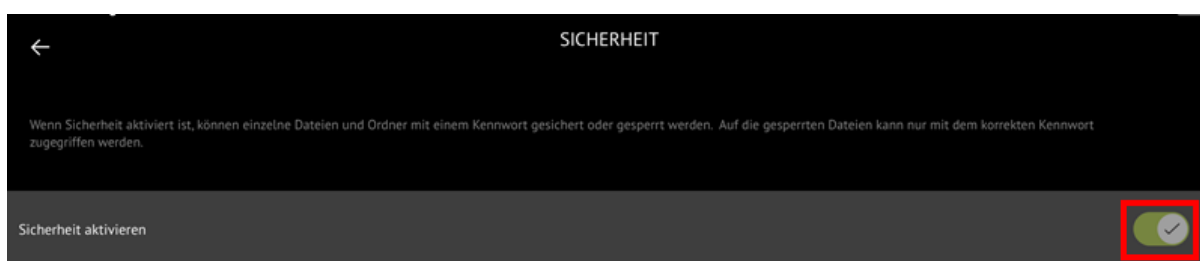 SICHERHEIT
Wenn Sicherheit aktiviert ist, können einzelne Dateien und Ordner mit einem Kennwort gesichert oder gesperrt werden. Auf die gesperrten Dateien kann nur mit dem korrekten Kennwort
zugegriffen werden.
Sicherheit aktivieren